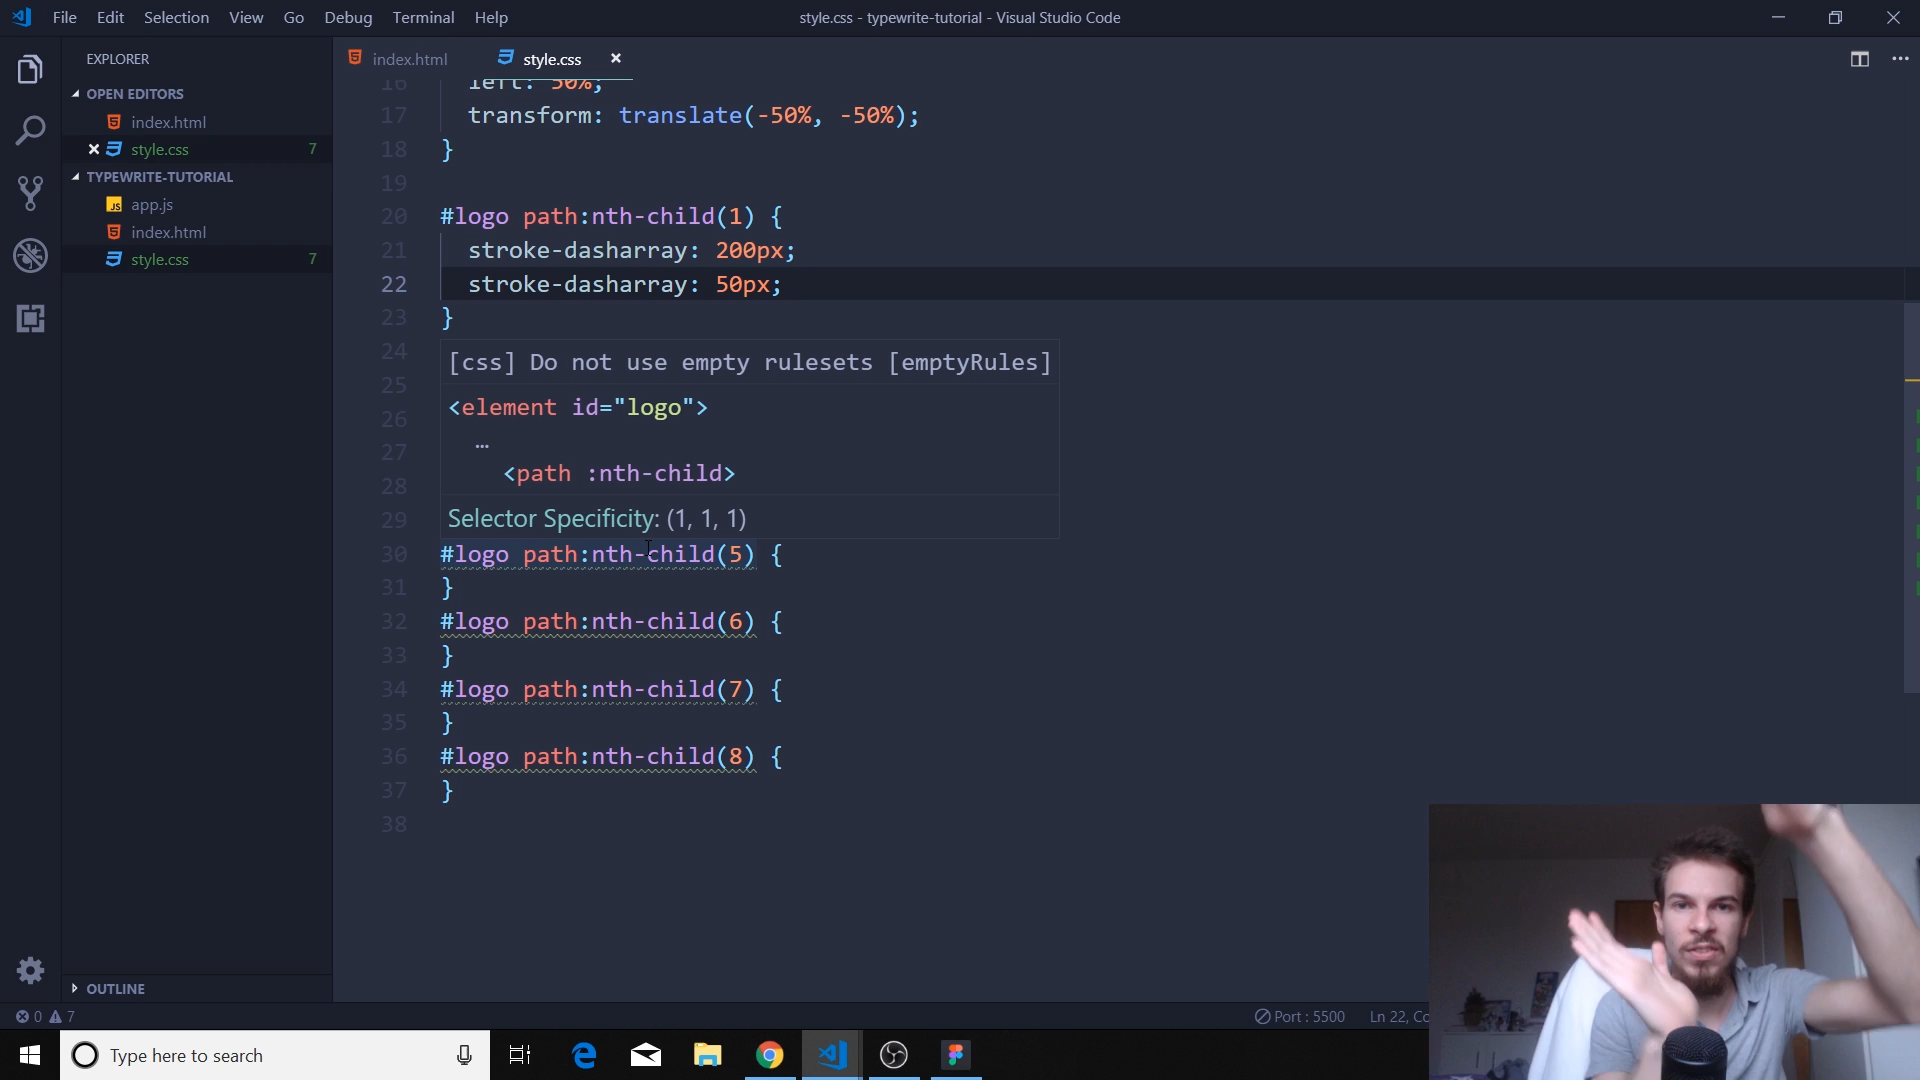 File Edit Selection View Go Debug Terminal Help
style.css - typewrite-tutorial - Visual Studio Code
EXPLORER
OPEN EDITORS
index.html
style.css 7
TYPEWRITE-TUTORIAL
app.js
index.html
style.css 7
OUTLINE
index.html style.css
16 left: 50%;
17 transform: translate(-50%, -50%);
18 }
19
20 #logo path:nth-child(1) {
21 stroke-dasharray: 200px;
22 stroke-dasharray: 50px;
23 }
24
25
26
27
28
29
[css] Do not use empty rulesets [emptyRules]
<element id="logo">
…
<path :nth-child>
Selector Specificity: (1, 1, 1)
30 #logo path:nth-child(5) {
31 }
32 #logo path:nth-child(6) {
33 }
34 #logo path:nth-child(7) {
35 }
36 #logo path:nth-child(8) {
37 }
38
0 7
Port : 5500 Ln 22, Co
Type here to search